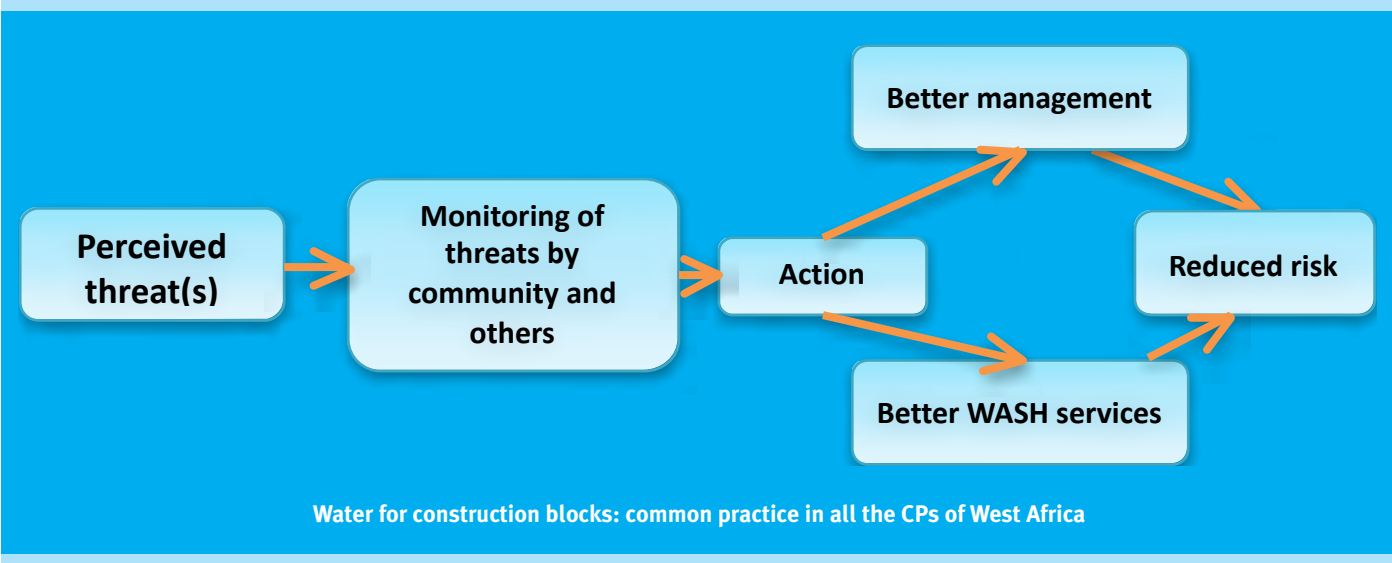 Perceived
threat(s)
Monitoring of
threats by
community and
others
Action
Better management
Better WASH services
Reduced risk
Water for construction blocks: common practice in all the CPs of West Africa